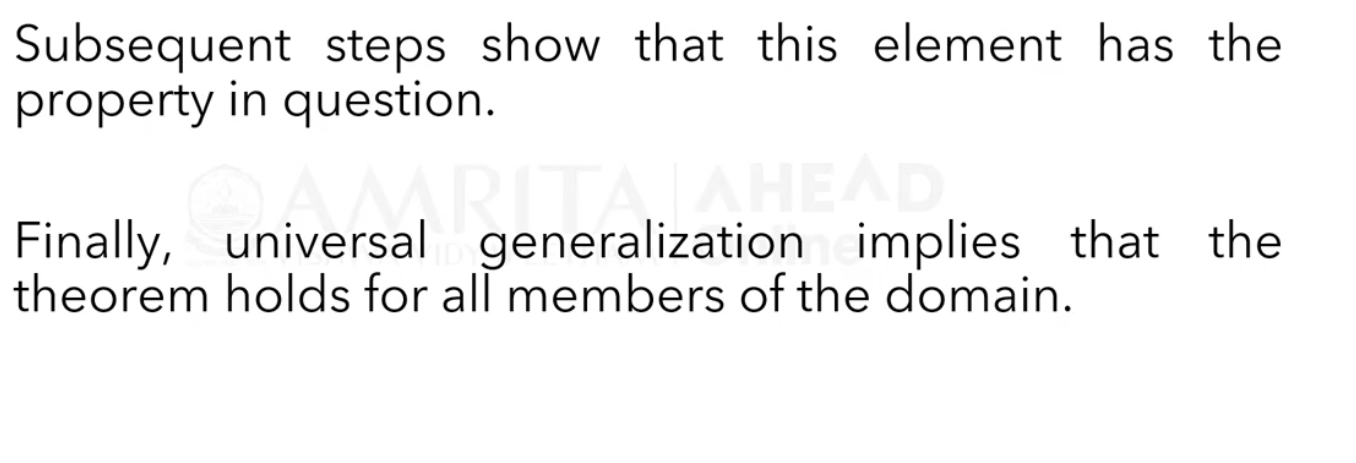 Subsequent steps show that this element has the
property in question.
AMRITA AHEAD
Online
Finally, universal generalization implies that the
theorem holds for all members of the domain.